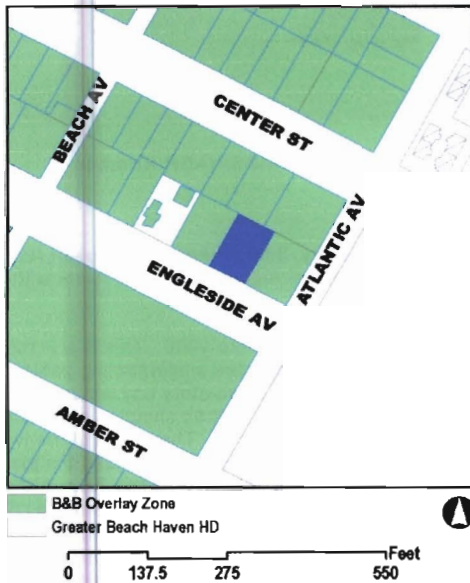 CENTER ST
BEACH AV
ATLANTIC AV
ENGLESIDE AV
AMBER ST
B&B Overlay Zone
Greater Beach Haven HD
Feet
0 137.5 275 550